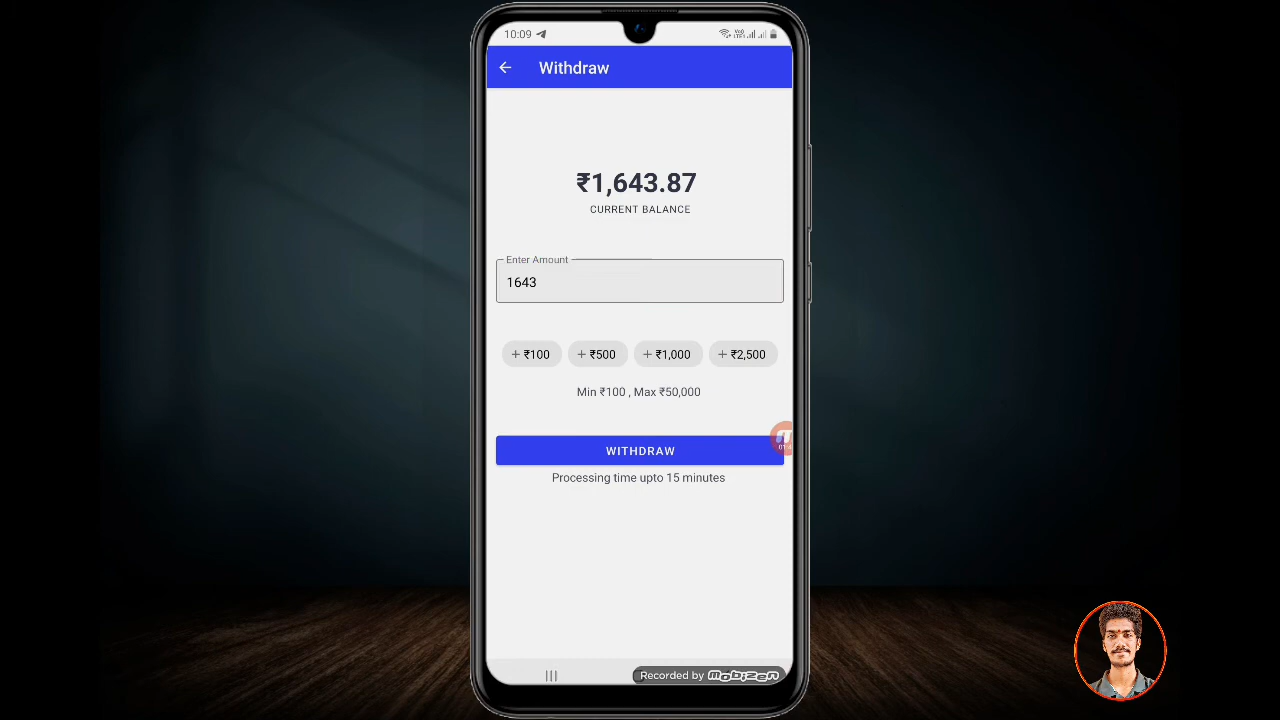 10:09
Withdraw
₹1,643.87
CURRENT BALANCE
Enter Amount
1643
+ ₹100 + ₹500 + ₹1,000 + ₹2,500
Min ₹100 , Max ₹50,000
WITHDRAW
Processing time upto 15 minutes
Recorded by mobizen